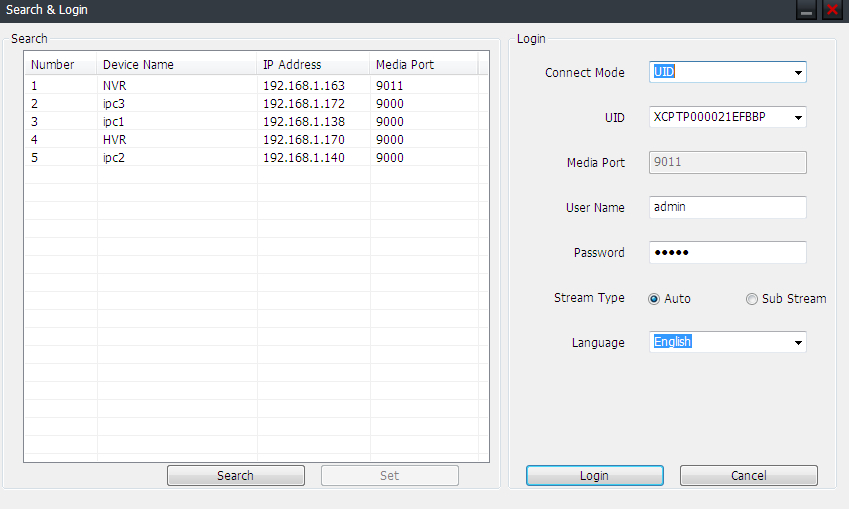 Search & Login
Search
Number Device Name IP Address Media Port
1 NVR 192.168.1.163 9011
2 ipc3 192.168.1.172 9000
3 ipc1 192.168.1.138 9000
4 HVR 192.168.1.170 9000
5 ipc2 192.168.1.140 9000
Search Set
Login
Connect Mode UID
UID XCPTP000021EFBBP
Media Port 9011
User Name admin
Password •••••
Stream Type Auto Sub Stream
Language English
Login Cancel